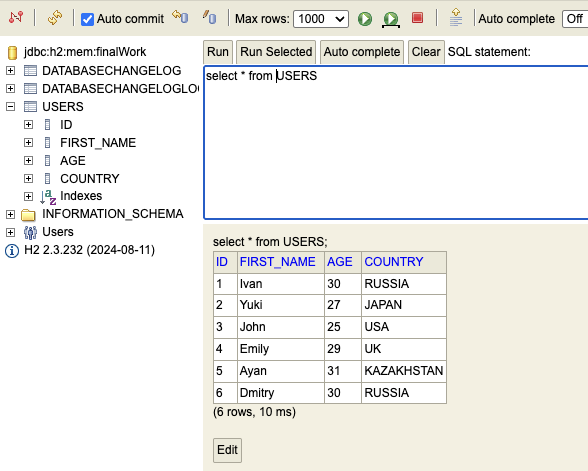 Auto commit Max rows: 1000 Auto complete Off
jdbc:h2:mem:finalWork
DATABASECHANGELOG
DATABASECHANGELOGLO
USERS
ID
FIRST_NAME
AGE
COUNTRY
Indexes
INFORMATION_SCHEMA
Users
H2 2.3.232 (2024-08-11)
Run Run Selected Auto complete Clear SQL statement:
select * from USERS
select * from USERS;
ID FIRST_NAME AGE COUNTRY
1 Ivan 30 RUSSIA
2 Yuki 27 JAPAN
3 John 25 USA
4 Emily 29 UK
5 Ayan 31 KAZAKHSTAN
6 Dmitry 30 RUSSIA
(6 rows, 10 ms)
Edit